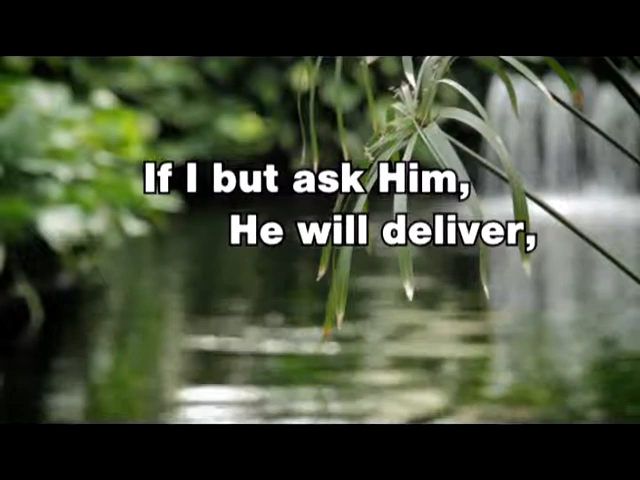 If I but ask Him,
He will deliver,